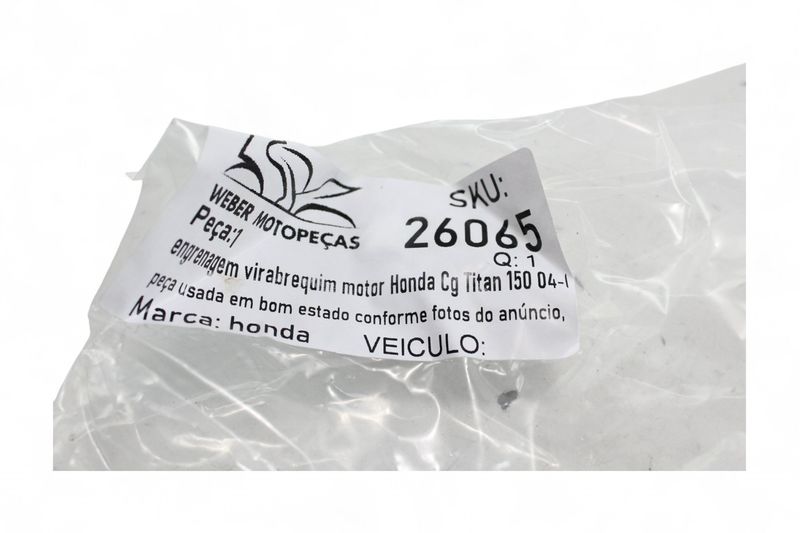 WEBER MOTOPEÇAS
SKU:
26065
Q: 1
Peça:1
engrenagem virabrequim motor Honda Cg Titan 150 04-
peça usada em bom estado conforme fotos do anúncio,
Marca: honda
VEICULO: